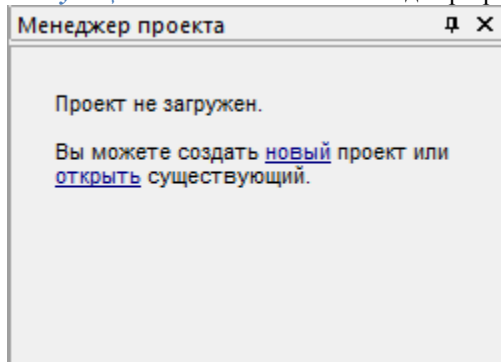 Менеджер проекта
Проект не загружен.
Вы можете создать новый проект или
открыть существующий.